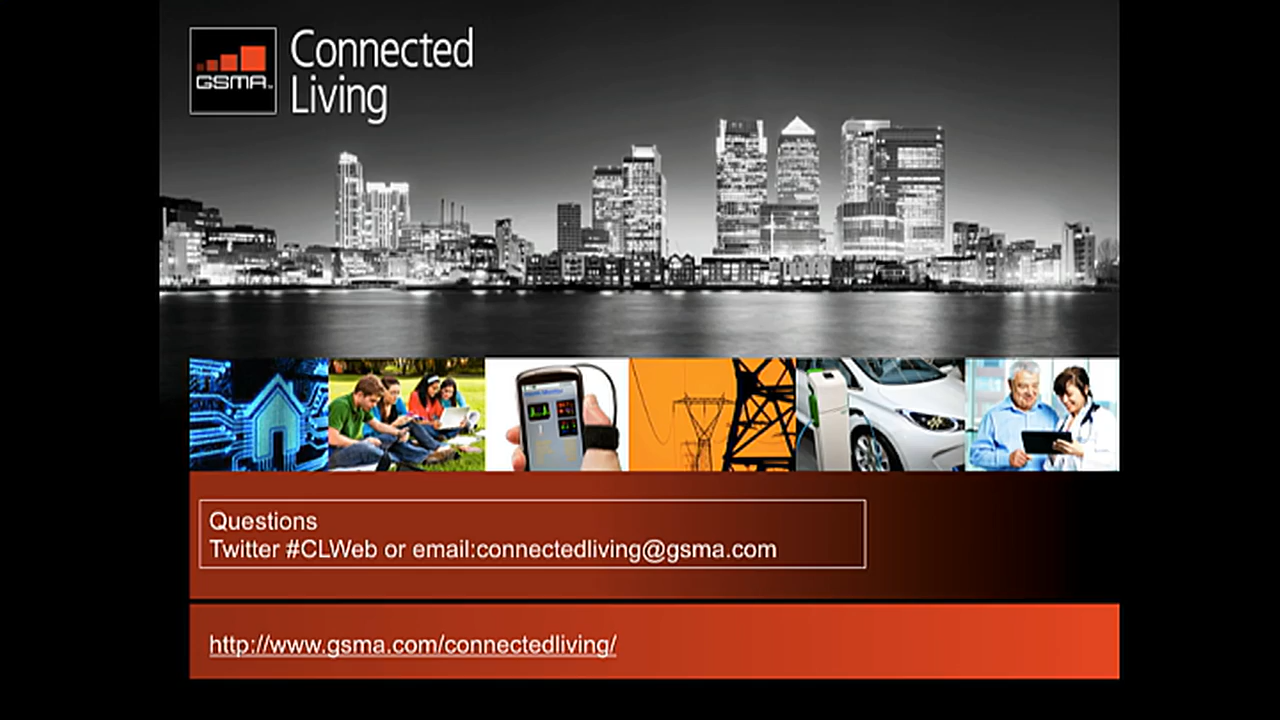 GSMA
Connected
Living
Questions
Twitter #CLWeb or email:connectedliving@gsma.com
http://www.gsma.com/connectedliving/